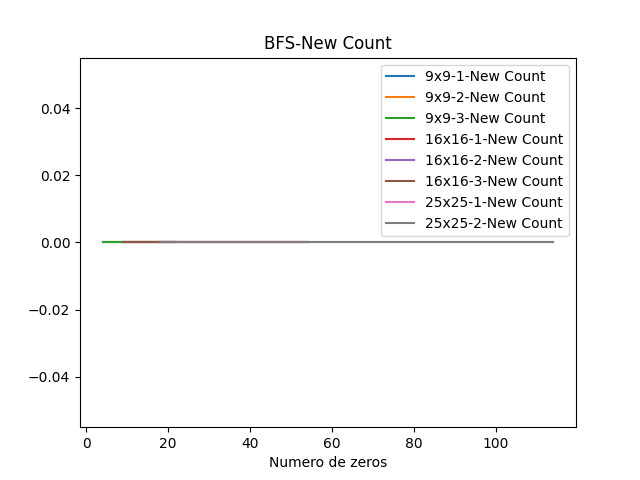 BFS-New Count
9x9-1-New Count
9x9-2-New Count
9x9-3-New Count
16x16-1-New Count
16x16-2-New Count
16x16-3-New Count
25x25-1-New Count
25x25-2-New Count
0.04
0.02
0.00
−0.02
−0.04
0 20 40 60 80 100
Numero de zeros